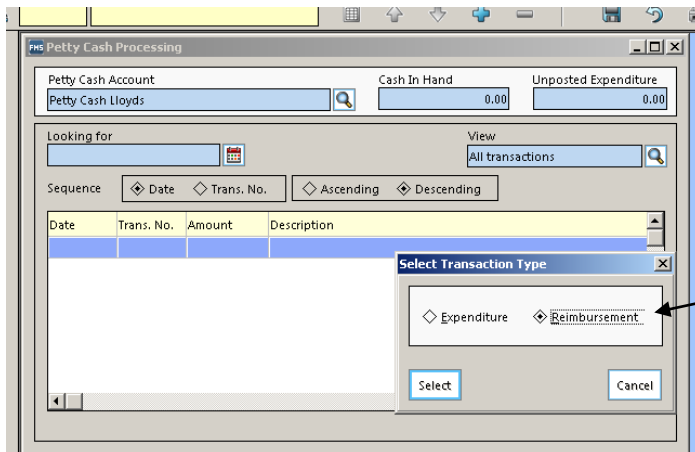 FMS Petty Cash Processing
Petty Cash Account Cash In Hand Unposted Expenditure
Petty Cash Lloyds 0.00 0.00
Looking for View
All transactions
Sequence Date Trans. No. Ascending Descending
Date Trans. No. Amount Description
Select Transaction Type
Expenditure Reimbursement
Select Cancel